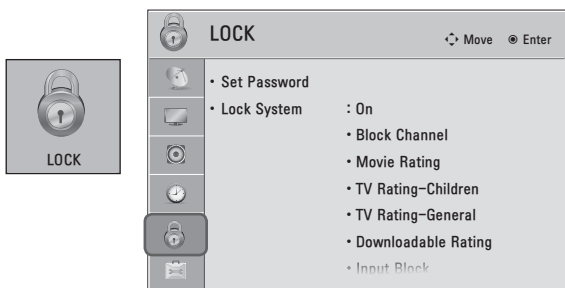 LOCK
LOCK
Move Enter
• Set Password
• Lock System : On
• Block Channel
• Movie Rating
• TV Rating-Children
• TV Rating-General
• Downloadable Rating
• Input Block